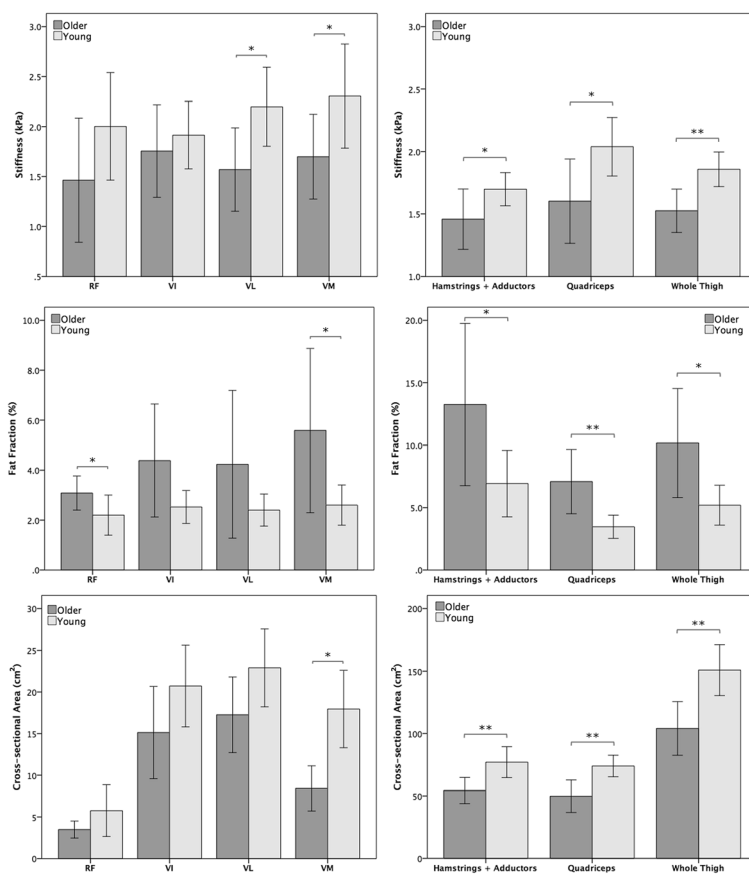 Older
Young
Stiffness (kPa)
3.0
2.5
2.0
1.5
1.0
.5
*
*
RF
VI
VL
VM
Older
Young
Stiffness (kPa)
3.0
2.5
2.0
1.5
1.0
*
*
**
Hamstrings + Adductors
Quadriceps
Whole Thigh
Older
Young
Fat Fraction (%)
10.0
8.0
6.0
4.0
2.0
.0
*
*
RF
VI
VL
VM
Older
Young
Fat Fraction (%)
20.0
15.0
10.0
5.0
.0
*
**
*
Hamstrings + Adductors
Quadriceps
Whole Thigh
Older
Young
Cross-sectional Area (cm²)
30
25
20
15
10
5
0
*
RF
VI
VL
VM
Older
Young
Cross-sectional Area (cm²)
200
150
100
50
0
**
**
**
Hamstrings + Adductors
Quadriceps
Whole Thigh